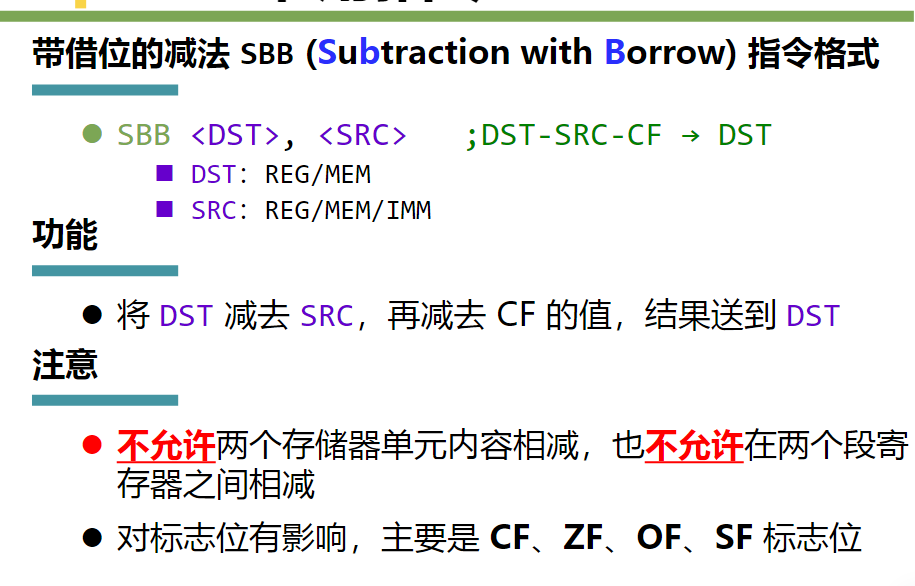 带借位的减法 SBB (Subtraction with Borrow) 指令格式
SBB <DST>, <SRC> ;DST-SRC-CF → DST
DST: REG/MEM
SRC: REG/MEM/IMM
功能
将 DST 减去 SRC，再减去 CF 的值，结果送到 DST
注意
不允许两个存储器单元内容相减，也不允许在两个段寄
存器之间相减
对标志位有影响，主要是 CF、ZF、OF、SF 标志位